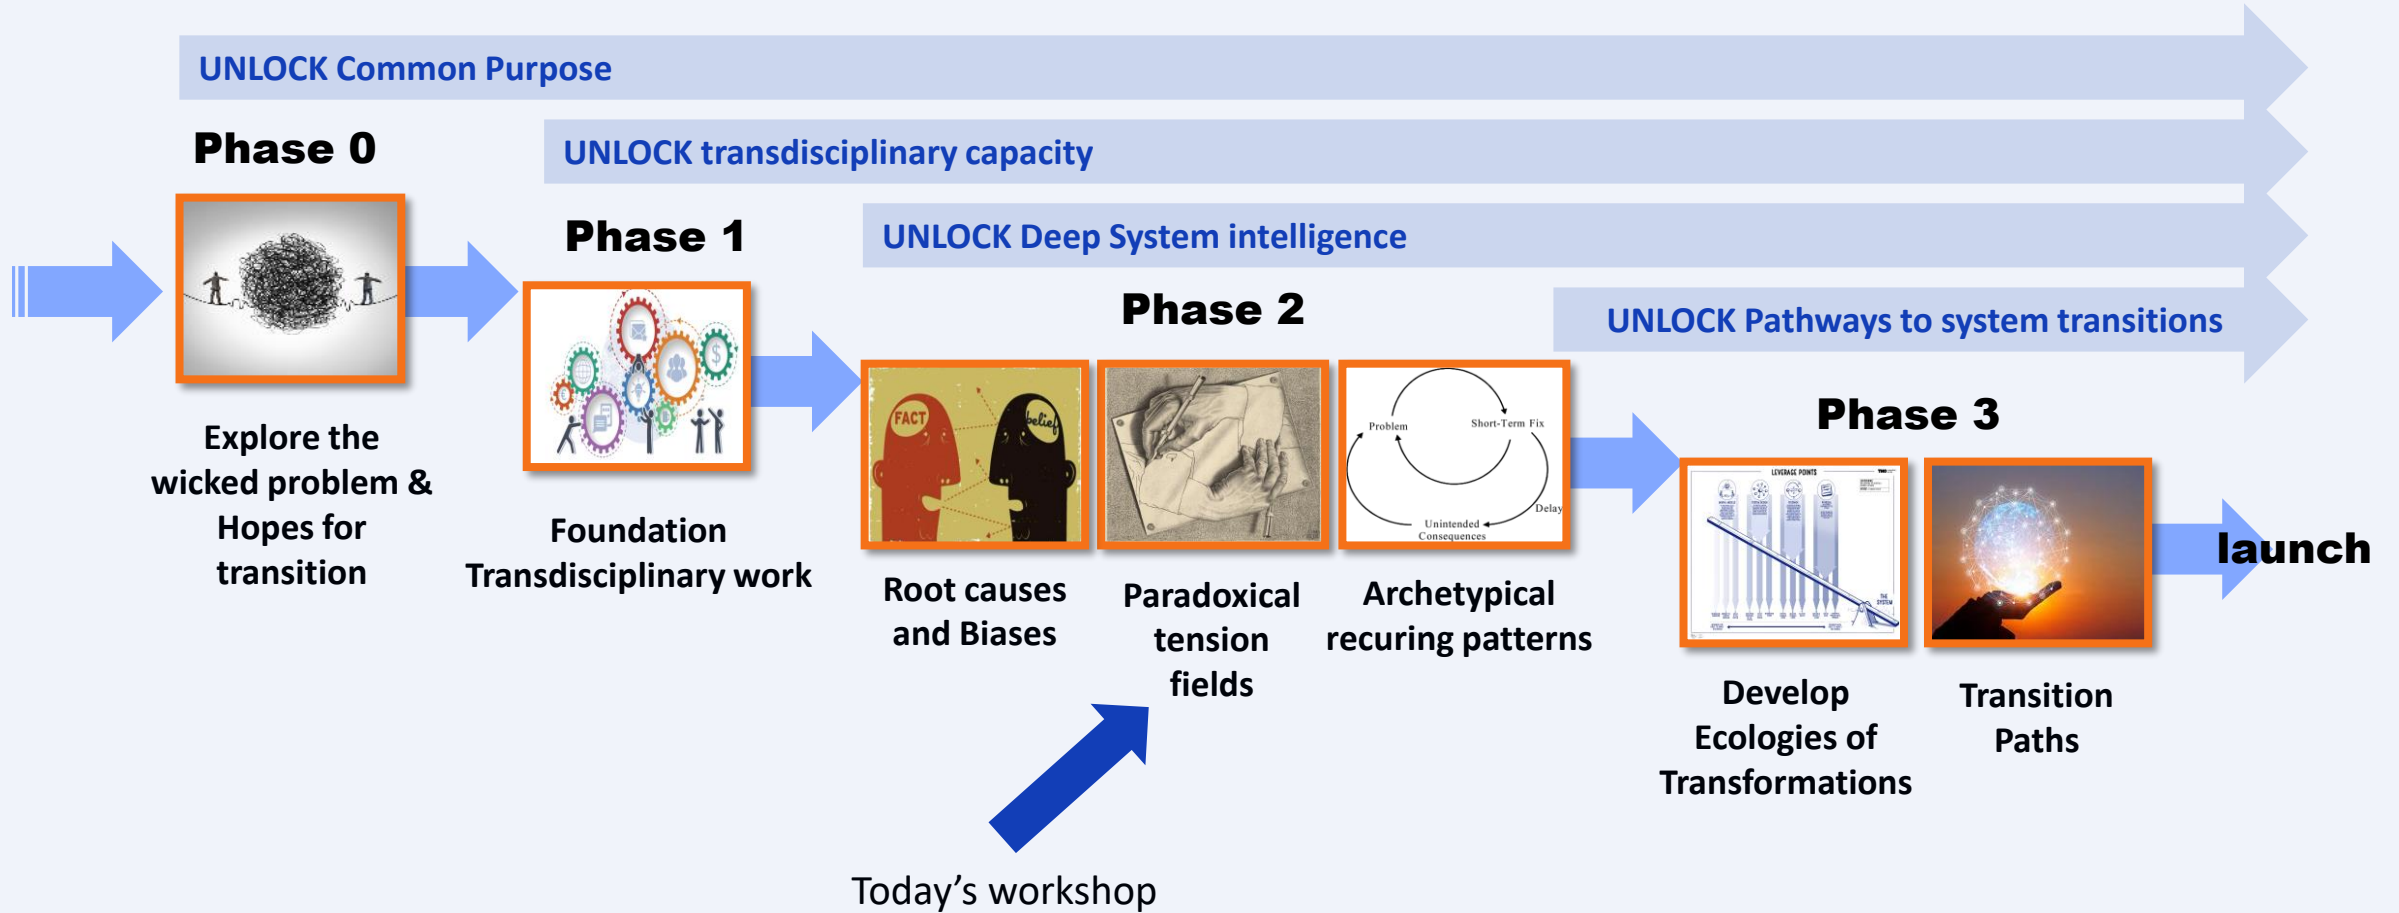 UNLOCK Common Purpose
Phase 0
UNLOCK transdisciplinary capacity
Phase 1
UNLOCK Deep System intelligence
Phase 2
UNLOCK Pathways to system transitions
Phase 3
Explore the
wicked problem &
Hopes for
transition
Foundation
Transdisciplinary work
FACT
belief
Problem
Short-Term Fix
Delay
Unintended
Consequences
Root causes
and Biases
Paradoxical
tension
fields
Archetypical
recuring patterns
LEVERAGE POINTS
THE
SYSTEM
launch
Develop
Ecologies of
Transformations
Transition
Paths
Today's workshop